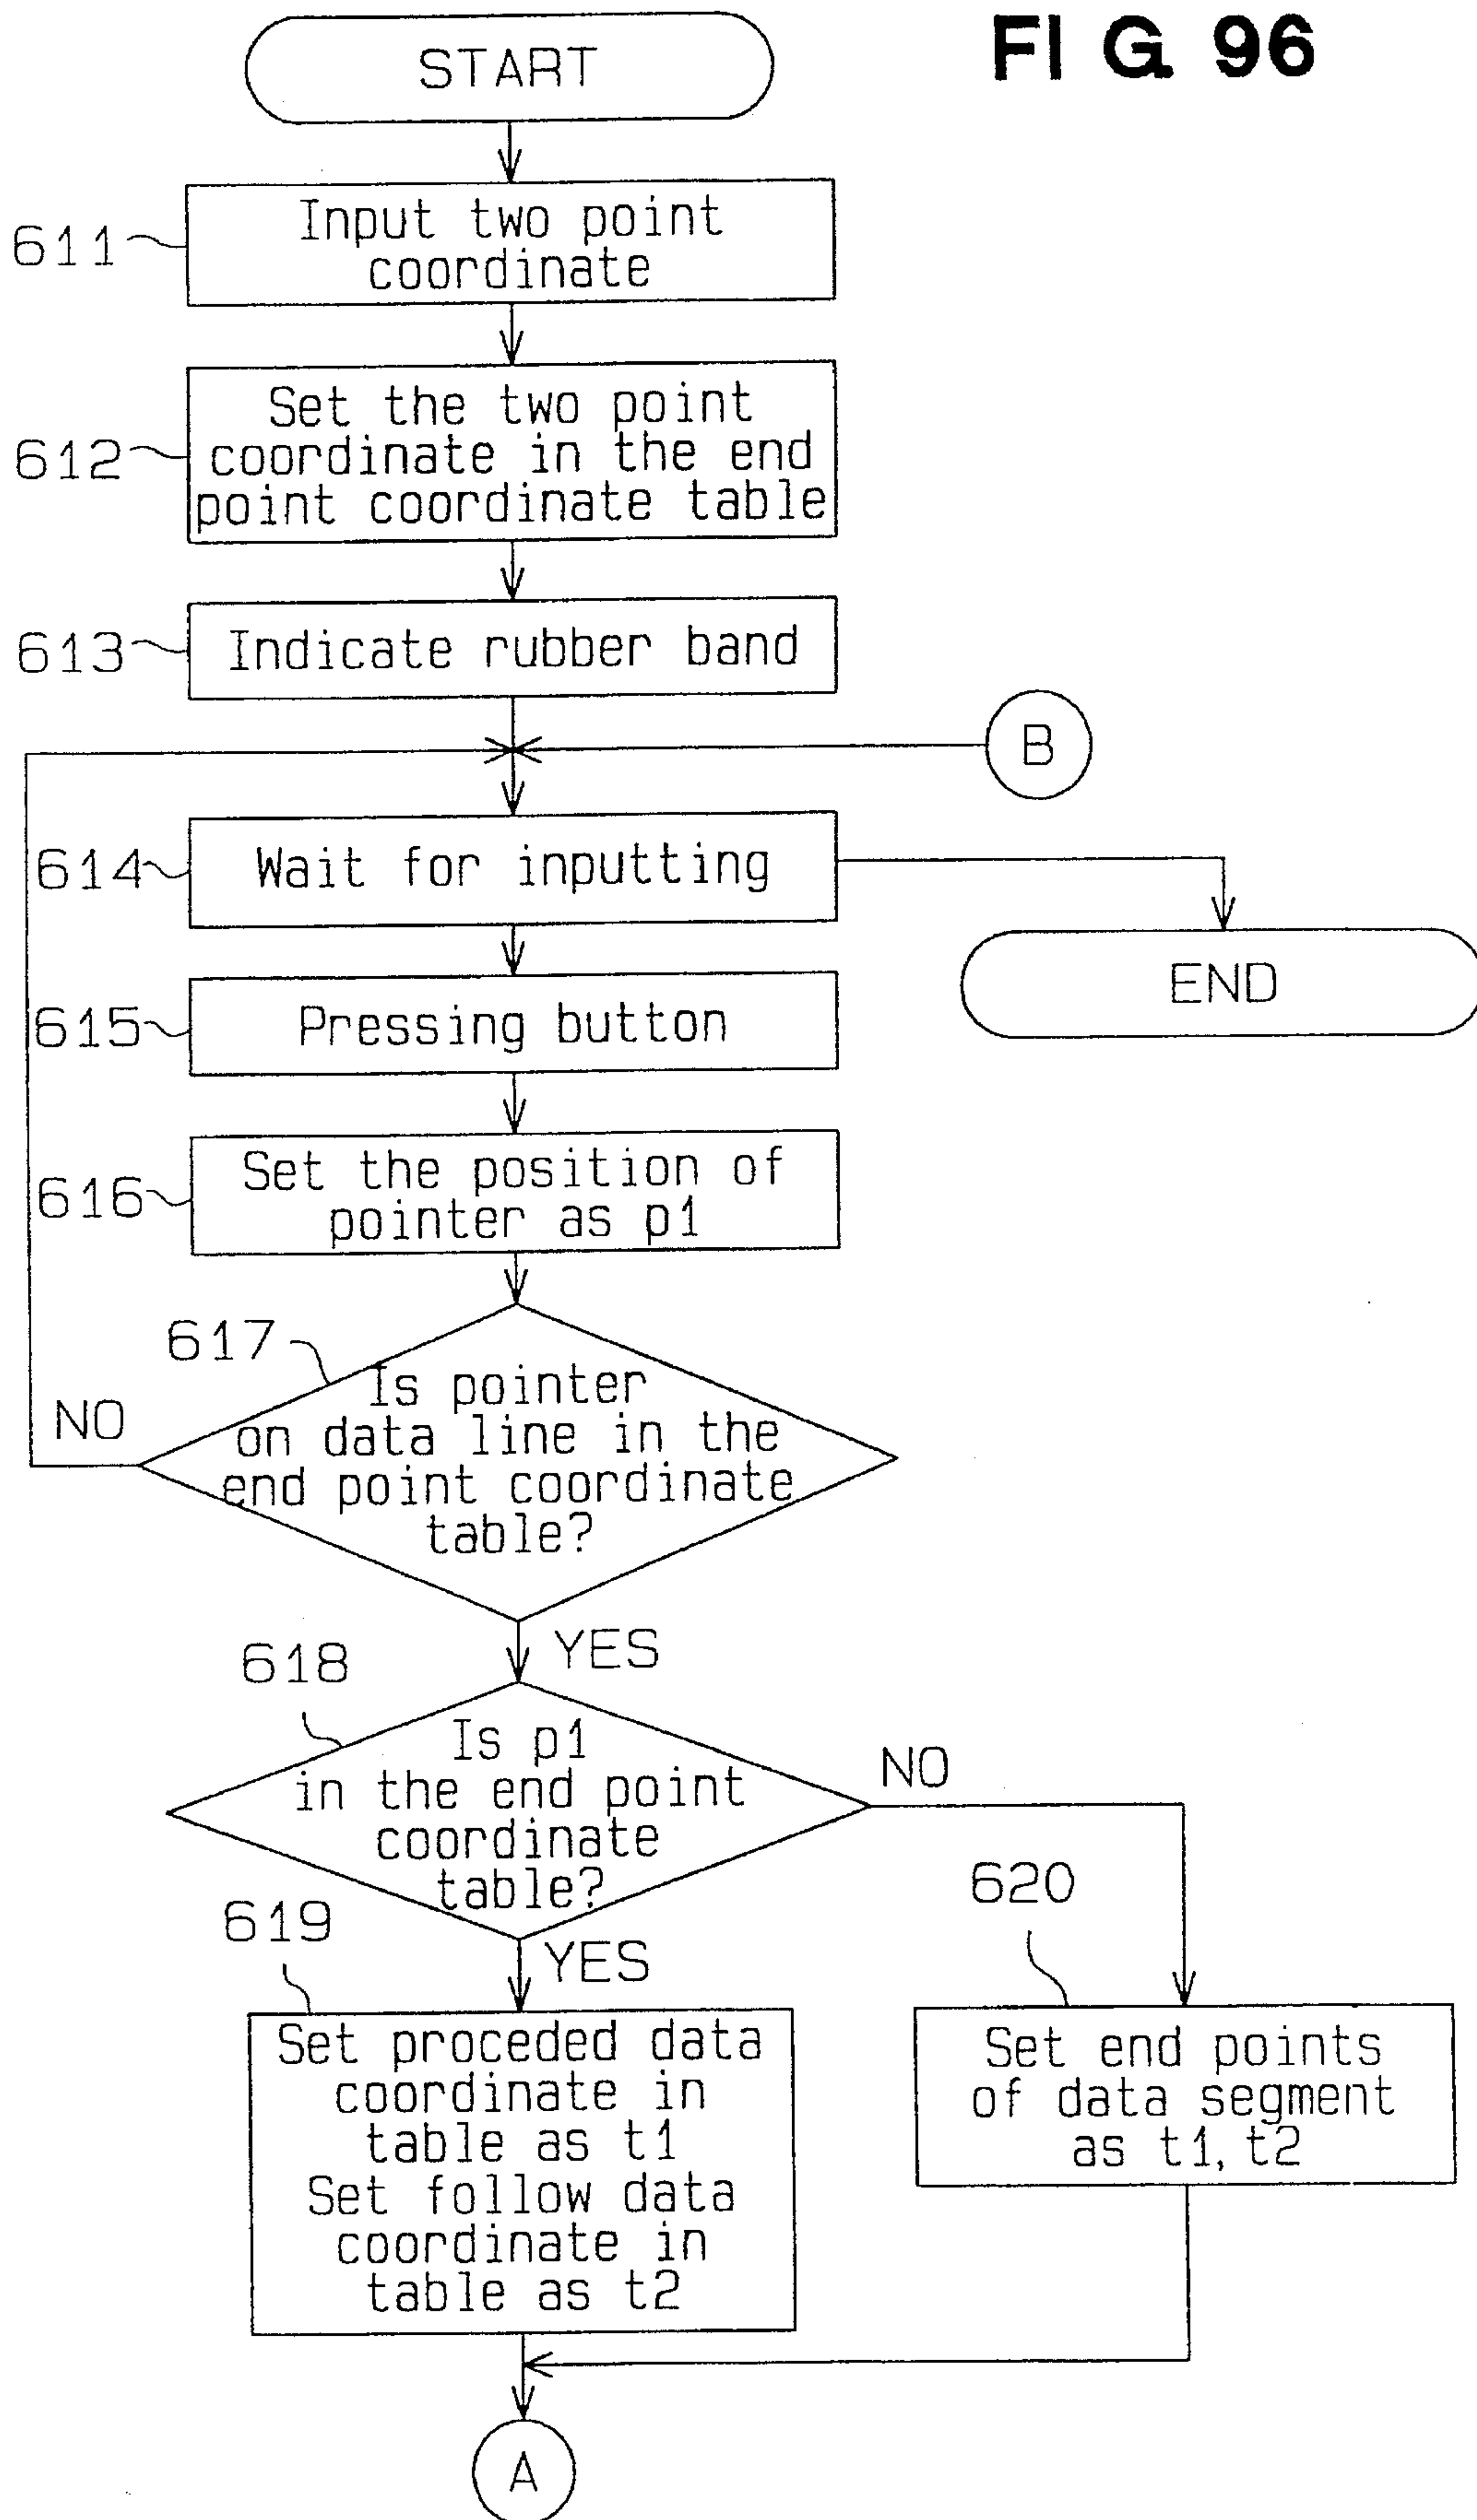 FIG. 96
START
611
Input two point
coordinate
612
Set the two point
coordinate in the end
point coordinate table
613
Indicate rubber band
B
614
Wait for inputting
END
615
Pressing button
616
Set the position of
pointer as p1
617
NO
Is pointer
on data line in the
end point coordinate
table?
YES
618
Is p1
in the end point
coordinate
table?
NO
619
YES
620
Set proceded data
coordinate in
table as t1
Set follow data
coordinate in
table as t2
Set end points
of data segment
as t1, t2
A